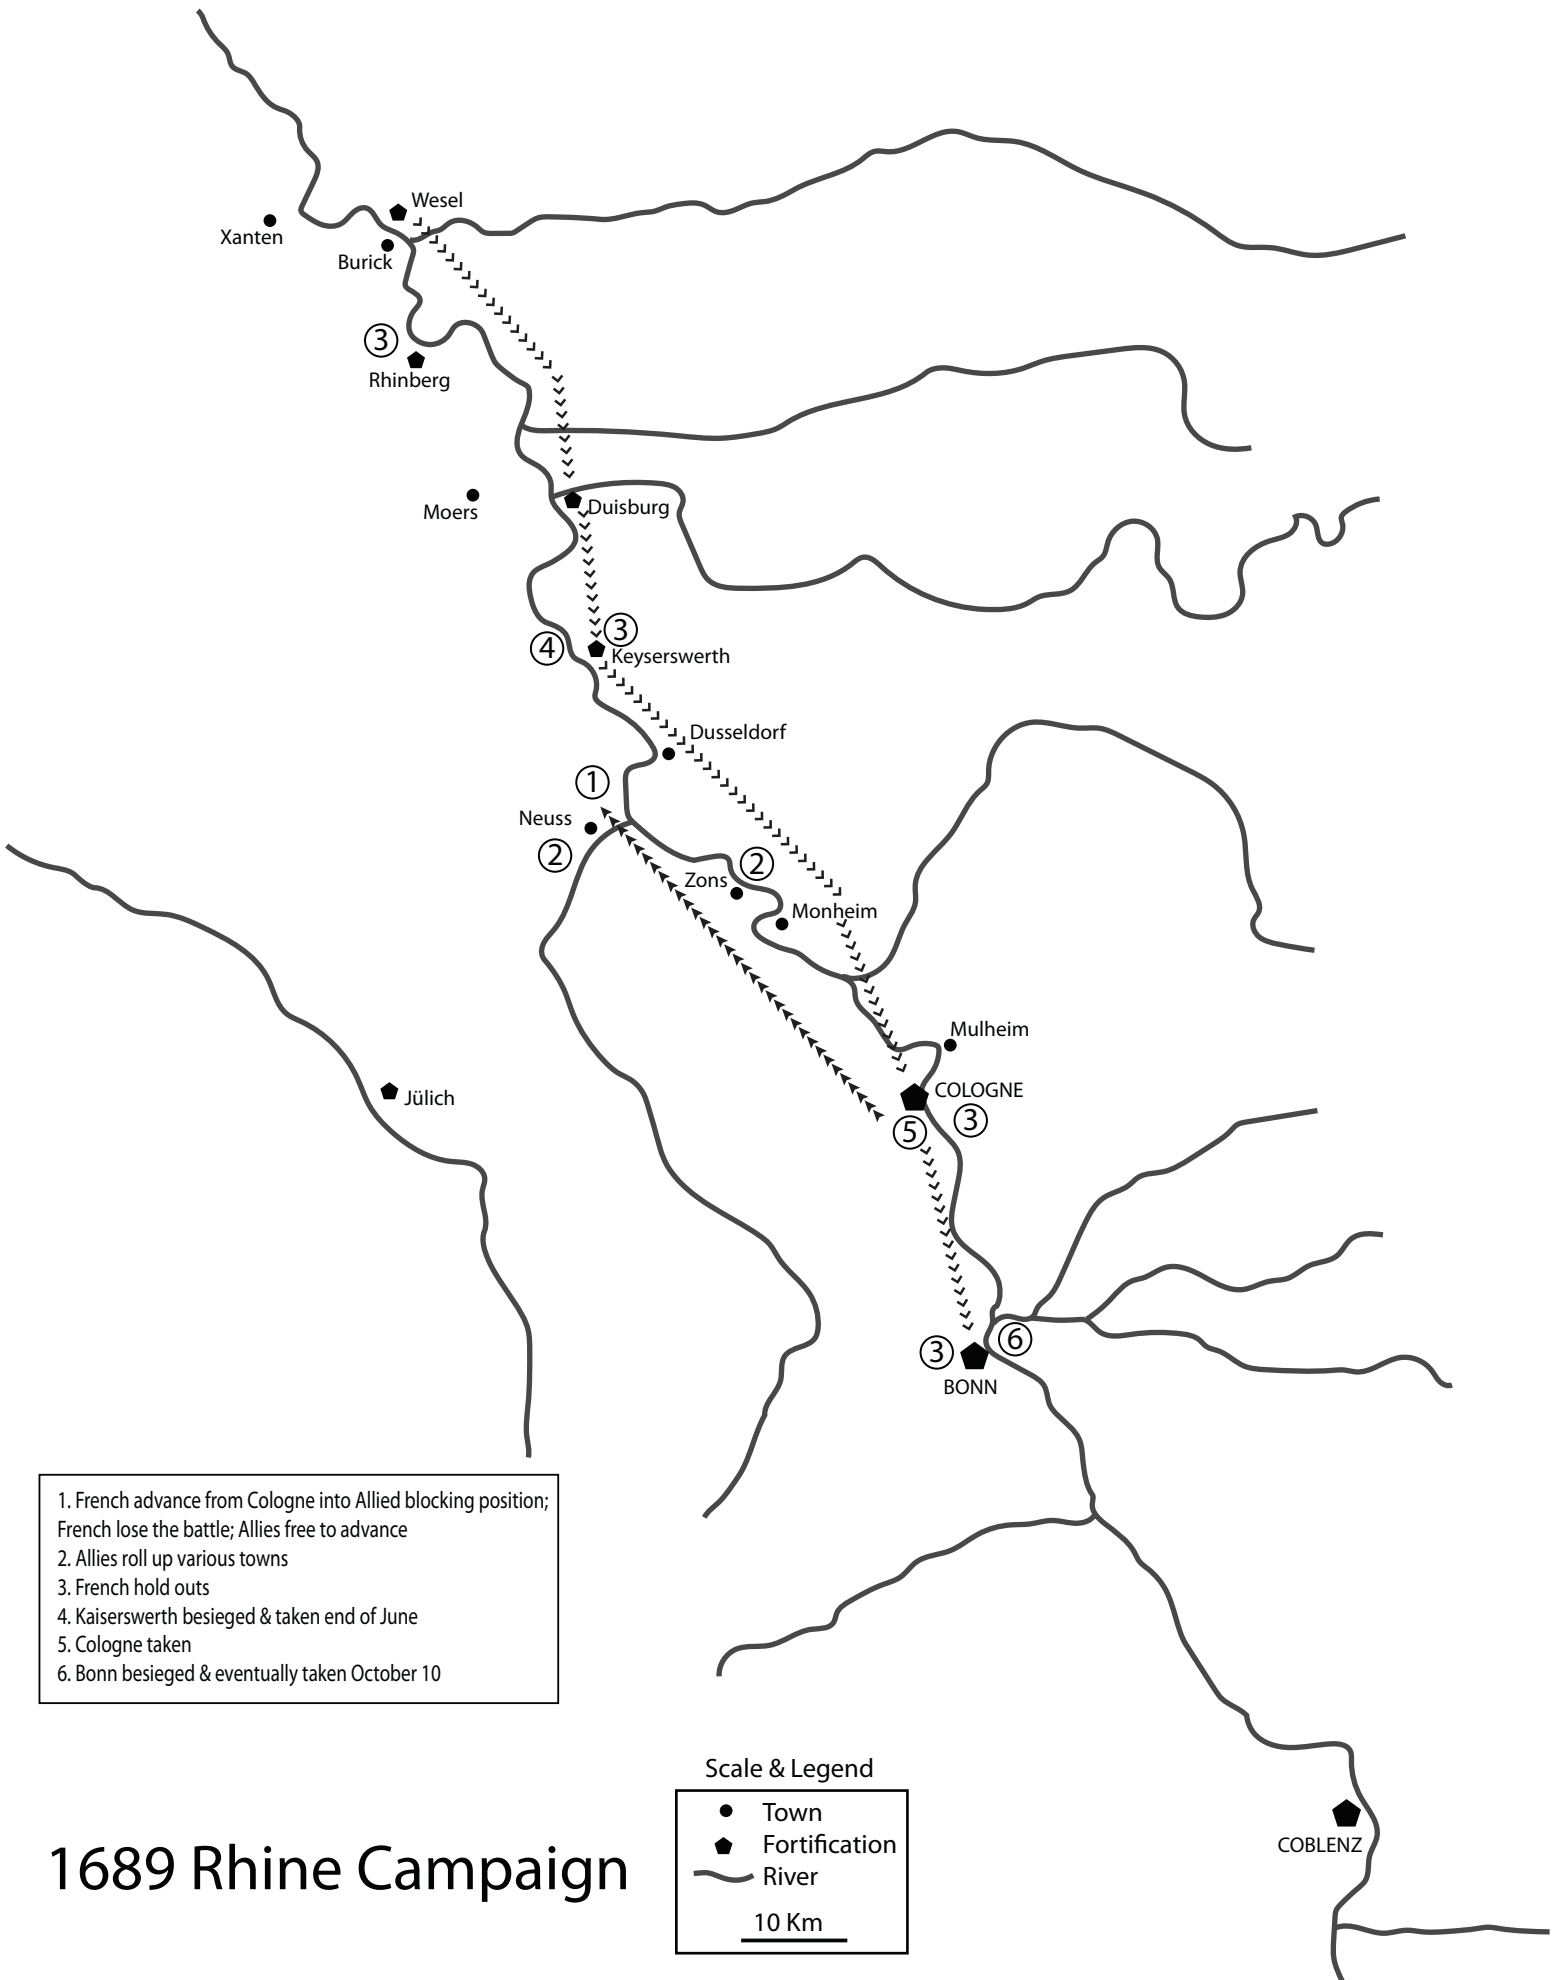 Wesel
Xanten
Burick
3
Rhinberg
Moers
Duisburg
3
4
Keyserswerth
Dusseldorf
1
Neuss
2
2
Zons
Monheim
Mulheim
COLOGNE
Jülich
3
5
6
3
BONN
1. French advance from Cologne into Allied blocking position;
French lose the battle; Allies free to advance
2. Allies roll up various towns
3. French hold outs
4. Kaiserswerth besieged & taken end of June
5. Cologne taken
6. Bonn besieged & eventually taken October 10
Scale & Legend
Town
Fortification
River
10 Km
COBLENZ
1689 Rhine Campaign